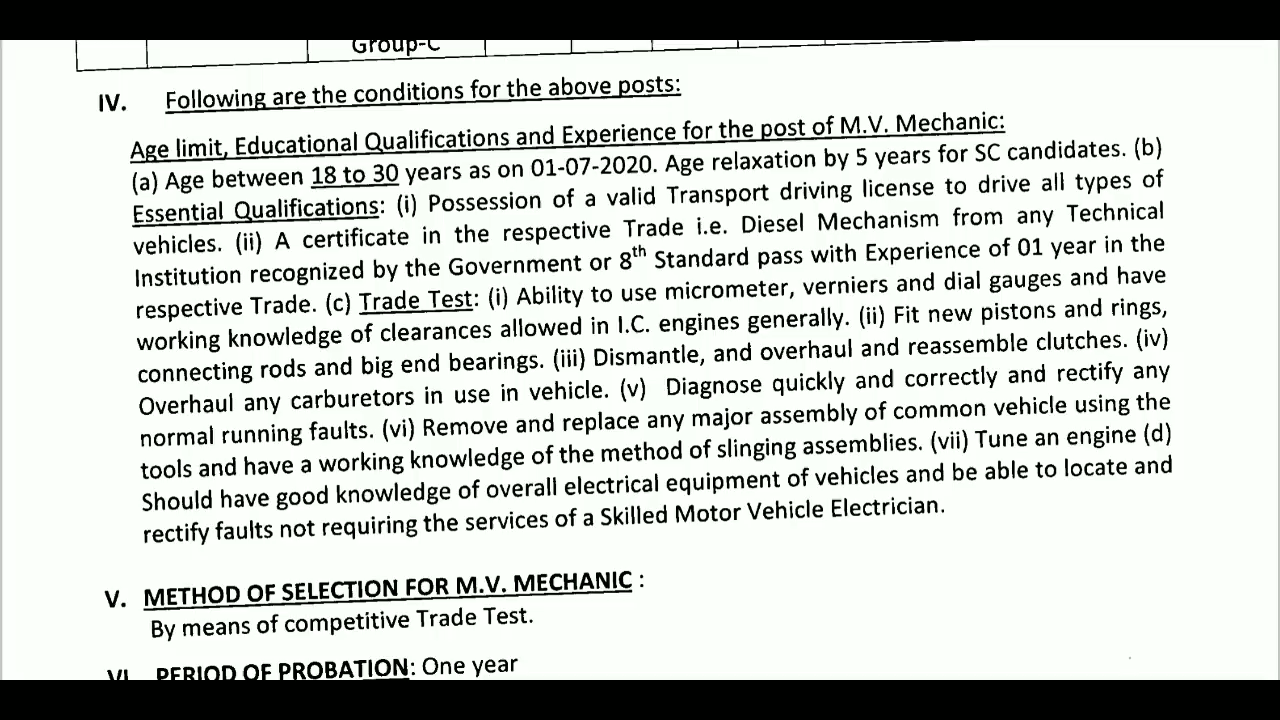 Group-C
IV. Following are the conditions for the above posts:
Age limit, Educational Qualifications and Experience for the post of M.V. Mechanic:
(a) Age between 18 to 30 years as on 01-07-2020. Age relaxation by 5 years for SC candidates. (b)
Essential Qualifications: (i) Possession of a valid Transport driving license to drive all types of
vehicles. (ii) A certificate in the respective Trade i.e. Diesel Mechanism from any Technical
Institution recognized by the Government or 8th Standard pass with Experience of 01 year in the
respective Trade. (c) Trade Test: (i) Ability to use micrometer, verniers and dial gauges and have
working knowledge of clearances allowed in I.C. engines generally. (ii) Fit new pistons and rings,
connecting rods and big end bearings. (iii) Dismantle, and overhaul and reassemble clutches. (iv)
Overhaul any carburetors in use in vehicle. (v) Diagnose quickly and correctly and rectify any
normal running faults. (vi) Remove and replace any major assembly of common vehicle using the
tools and have a working knowledge of the method of slinging assemblies. (vii) Tune an engine (d)
Should have good knowledge of overall electrical equipment of vehicles and be able to locate and
rectify faults not requiring the services of a Skilled Motor Vehicle Electrician.
V. METHOD OF SELECTION FOR M.V. MECHANIC :
By means of competitive Trade Test.
VI. PERIOD OF PROBATION: One year